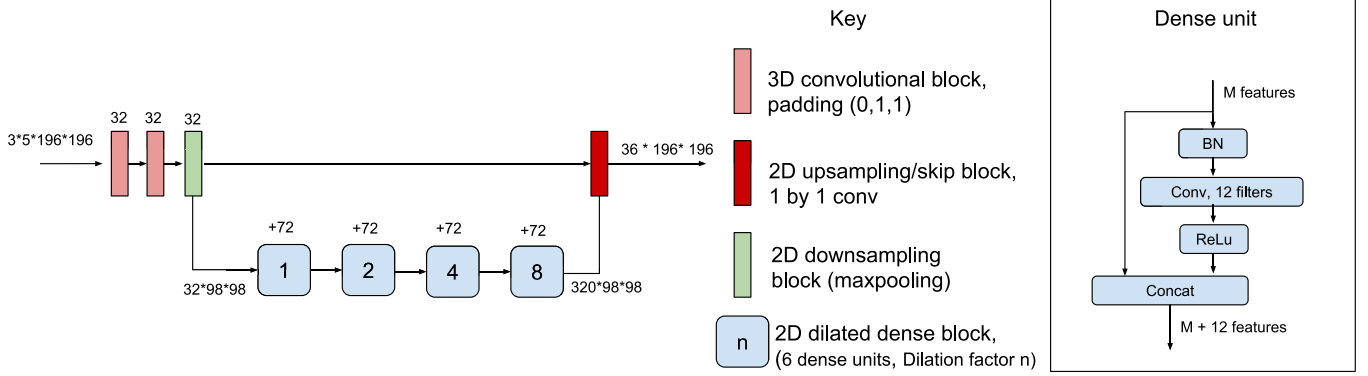 3*5*196*196
32
32
32
36 * 196* 196
+72
+72
+72
+72
1
2
4
8
32*98*98
320*98*98
Key
3D convolutional block,
padding (0,1,1)
2D upsampling/skip block,
1 by 1 conv
2D downsampling
block (maxpooling)
n
2D dilated dense block,
(6 dense units, Dilation factor n)
Dense unit
M features
BN
Conv, 12 filters
ReLu
Concat
M + 12 features